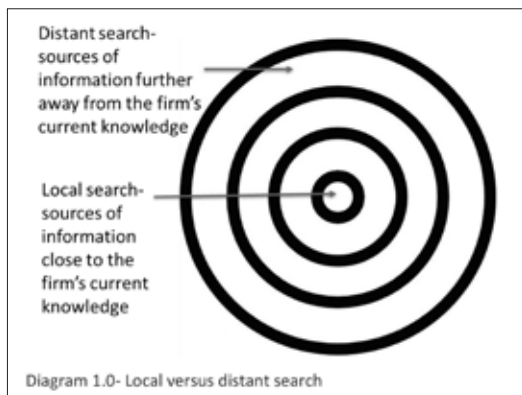 Distant search-
sources of
information further
away from the firm's
current knowledge
Local search-
sources of
information
close to the
firm's current
knowledge
Diagram 1.0- Local versus distant search